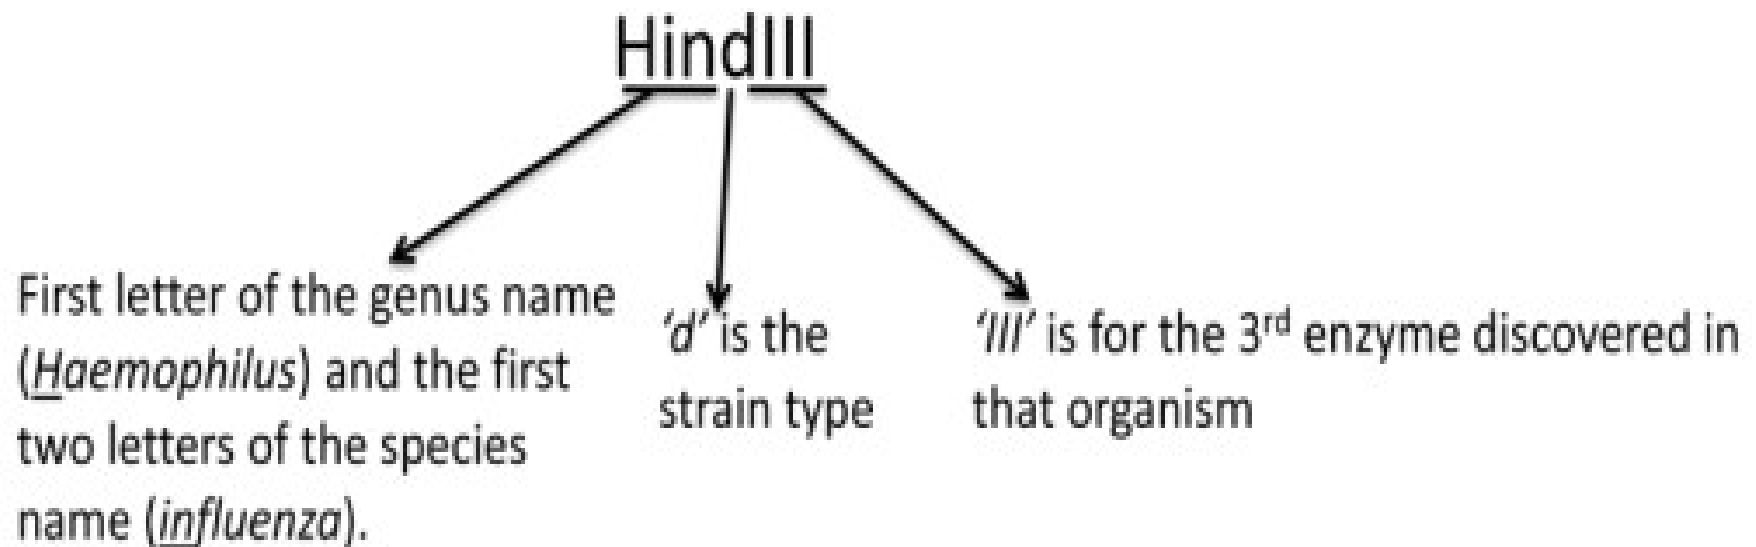 HindIII
First letter of the genus name
(Haemophilus) and the first
two letters of the species
name (influenza).
‘d’ is the
strain type
‘III’ is for the 3rd enzyme discovered in
that organism